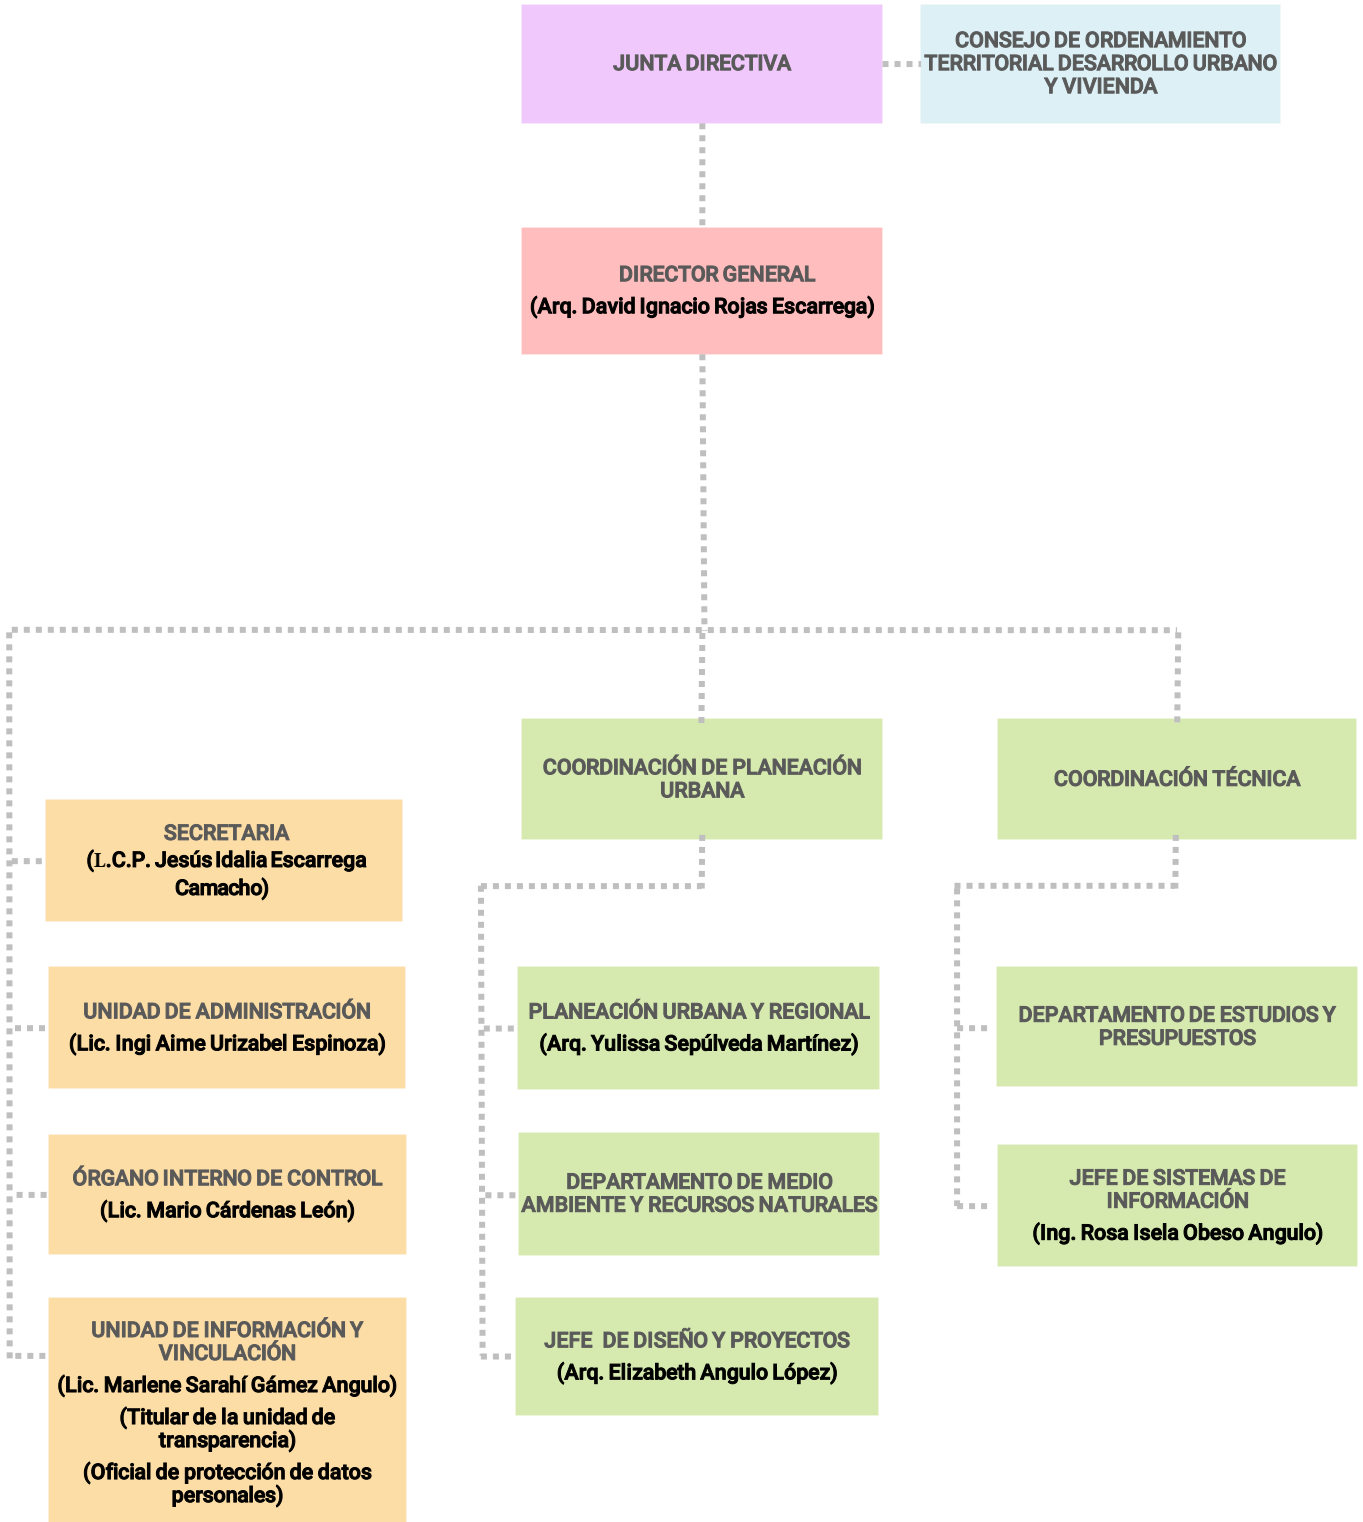 JUNTA DIRECTIVA
CONSEJO DE ORDENAMIENTO
TERRITORIAL DESARROLLO URBANO
Y VIVIENDA
DIRECTOR GENERAL
(Arq. David Ignacio Rojas Escarrega)
SECRETARIA
(L.C.P. Jesús Idalia Escarrega
Camacho)
UNIDAD DE ADMINISTRACIÓN
(Lic. Ingi Aime Urizabel Espinoza)
ÓRGANO INTERNO DE CONTROL
(Lic. Mario Cárdenas León)
UNIDAD DE INFORMACIÓN Y
VINCULACIÓN
(Lic. Marlene Sarahí Gámez Angulo)
(Titular de la unidad de
transparencia)
(Oficial de protección de datos
personales)
COORDINACIÓN DE PLANEACIÓN
URBANA
PLANEACIÓN URBANA Y REGIONAL
(Arq. Yulissa Sepúlveda Martínez)
DEPARTAMENTO DE MEDIO
AMBIENTE Y RECURSOS NATURALES
JEFE DE DISEÑO Y PROYECTOS
(Arq. Elizabeth Angulo López)
COORDINACIÓN TÉCNICA
DEPARTAMENTO DE ESTUDIOS Y
PRESUPUESTOS
JEFE DE SISTEMAS DE
INFORMACIÓN
(Ing. Rosa Isela Obeso Angulo)